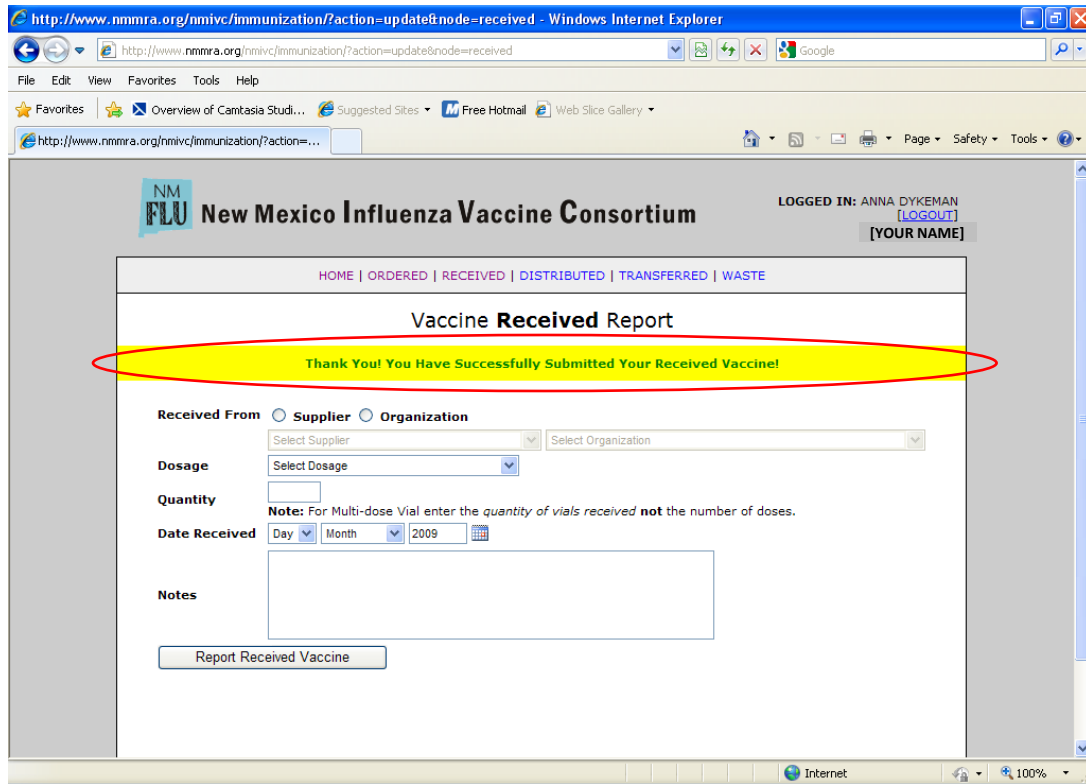 http://www.nmmra.org/nmivc/immunization/?action=update&node=received - Windows Internet Explorer
http://www.nmmra.org/nmivc/immunization/?action=update&node=received
Google
File Edit View Favorites Tools Help
Favorites Overview of Camtasia Studi... Suggested Sites Free Hotmail Web Slice Gallery
http://www.nmmra.org/nmivc/immunization/?action=... Page Safety Tools
NM
FLU New Mexico Influenza Vaccine Consortium
LOGGED IN: ANNA DYKEMAN
[LOGOUT]
[YOUR NAME]
HOME | ORDERED | RECEIVED | DISTRIBUTED | TRANSFERRED | WASTE
Vaccine Received Report
Thank You! You Have Successfully Submitted Your Received Vaccine!
Received From Supplier Organization
Select Supplier Select Organization
Dosage Select Dosage
Quantity
Note: For Multi-dose Vial enter the quantity of vials received not the number of doses.
Date Received Day Month 2009
Notes
Report Received Vaccine
Internet 100%